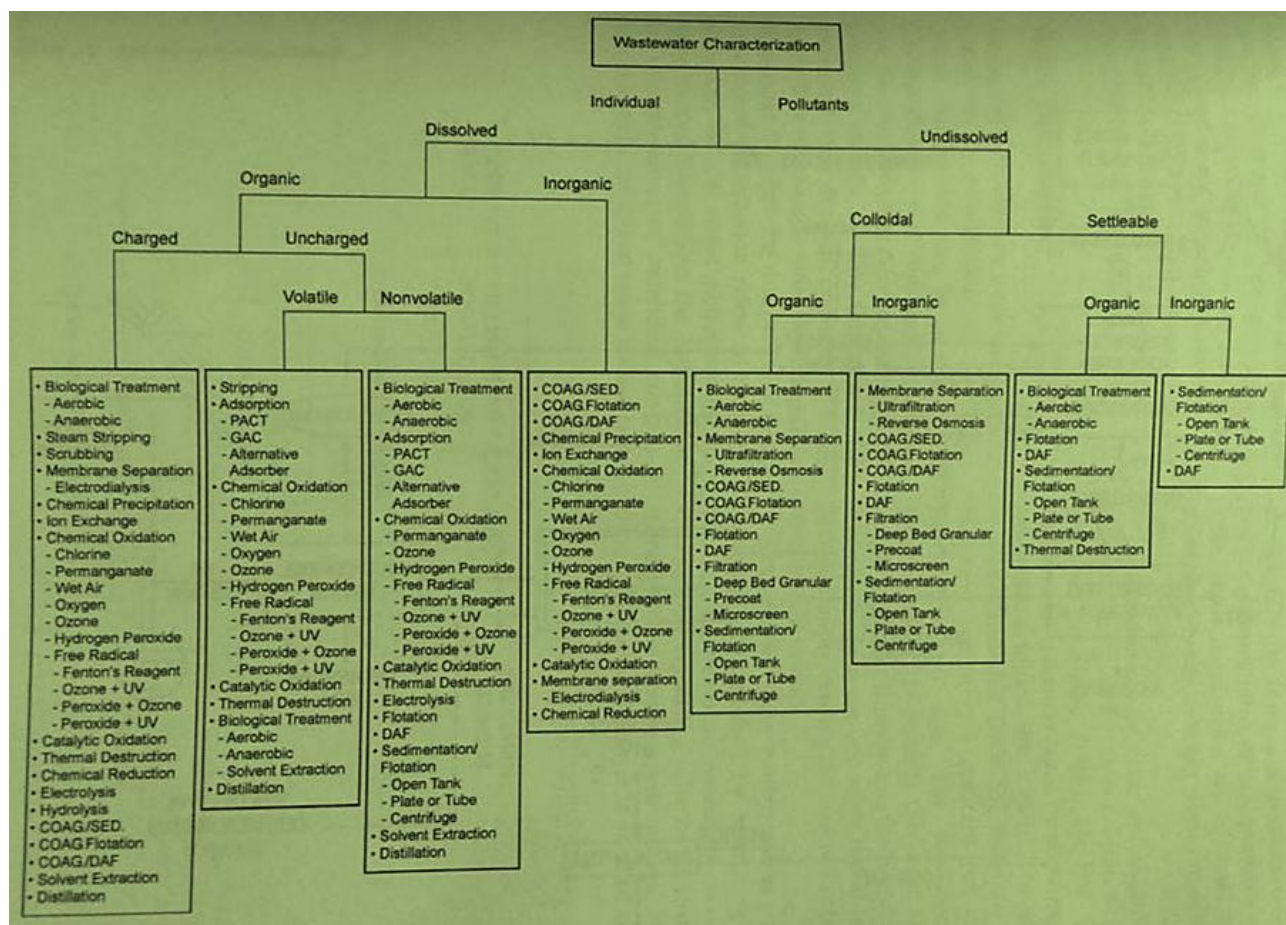 Wastewater Characterization
Individual
Pollutants
Dissolved
Undissolved
Organic
Inorganic
Colloidal
Settleable
Charged
Uncharged
Volatile
Nonvolatile
Organic
Inorganic
Organic
Inorganic
• Biological Treatment
- Aerobic
- Anaerobic
• Steam Stripping
• Scrubbing
• Membrane Separation
- Electrodialysis
• Chemical Precipitation
• Ion Exchange
• Chemical Oxidation
- Chlorine
- Permanganate
- Wet Air
- Oxygen
- Ozone
- Hydrogen Peroxide
- Free Radical
- Fenton's Reagent
- Ozone + UV
- Peroxide + Ozone
- Peroxide + UV
• Catalytic Oxidation
• Thermal Destruction
• Chemical Reduction
• Electrolysis
• Hydrolysis
• COAG./SED.
• COAG.Flotation
• COAG./DAF
• Solvent Extraction
• Distillation
• Stripping
• Adsorption
- PACT
- GAC
- Alternative
Adsorber
• Chemical Oxidation
- Chlorine
- Permanganate
- Wet Air
- Oxygen
- Ozone
- Hydrogen Peroxide
- Free Radical
- Fenton's Reagent
- Ozone + UV
- Peroxide + Ozone
- Peroxide + UV
• Catalytic Oxidation
• Thermal Destruction
• Biological Treatment
- Aerobic
- Anaerobic
- Solvent Extraction
• Distillation
• Biological Treatment
- Aerobic
- Anaerobic
• Adsorption
- PACT
- GAC
- Alternative
Adsorber
• Chemical Oxidation
- Permanganate
- Ozone
- Hydrogen Peroxide
- Free Radical
- Fenton's Reagent
- Ozone + UV
- Peroxide + Ozone
- Peroxide + UV
• Catalytic Oxidation
• Thermal Destruction
• Electrolysis
• Flotation
• DAF
• Sedimentation/
Flotation
- Open Tank
- Plate or Tube
- Centrifuge
• Solvent Extraction
• Distillation
• COAG./SED.
• COAG.Flotation
• COAG./DAF
• Chemical Precipitation
• Ion Exchange
• Chemical Oxidation
- Chlorine
- Permanganate
- Wet Air
- Oxygen
- Ozone
- Hydrogen Peroxide
- Free Radical
- Fenton's Reagent
- Ozone + UV
- Peroxide + Ozone
- Peroxide + UV
• Catalytic Oxidation
• Membrane separation
- Electrodialysis
• Chemical Reduction
• Biological Treatment
- Aerobic
- Anaerobic
• Membrane Separation
- Ultrafiltration
- Reverse Osmosis
• COAG./SED.
• COAG.Flotation
• COAG./DAF
• Flotation
• DAF
• Filtration
- Deep Bed Granular
- Precoat
- Microscreen
• Sedimentation/
Flotation
- Open Tank
- Plate or Tube
- Centrifuge
• Membrane Separation
- Ultrafiltration
- Reverse Osmosis
• COAG./SED.
• COAG.Flotation
• COAG./DAF
• Flotation
• DAF
• Filtration
- Deep Bed Granular
- Precoat
- Microscreen
• Sedimentation/
Flotation
- Open Tank
- Plate or Tube
- Centrifuge
• Biological Treatment
- Aerobic
- Anaerobic
• Flotation
• DAF
• Sedimentation/
Flotation
- Open Tank
- Plate or Tube
- Centrifuge
• Thermal Destruction
• Sedimentation/
Flotation
- Open Tank
- Plate or Tube
- Centrifuge
• DAF